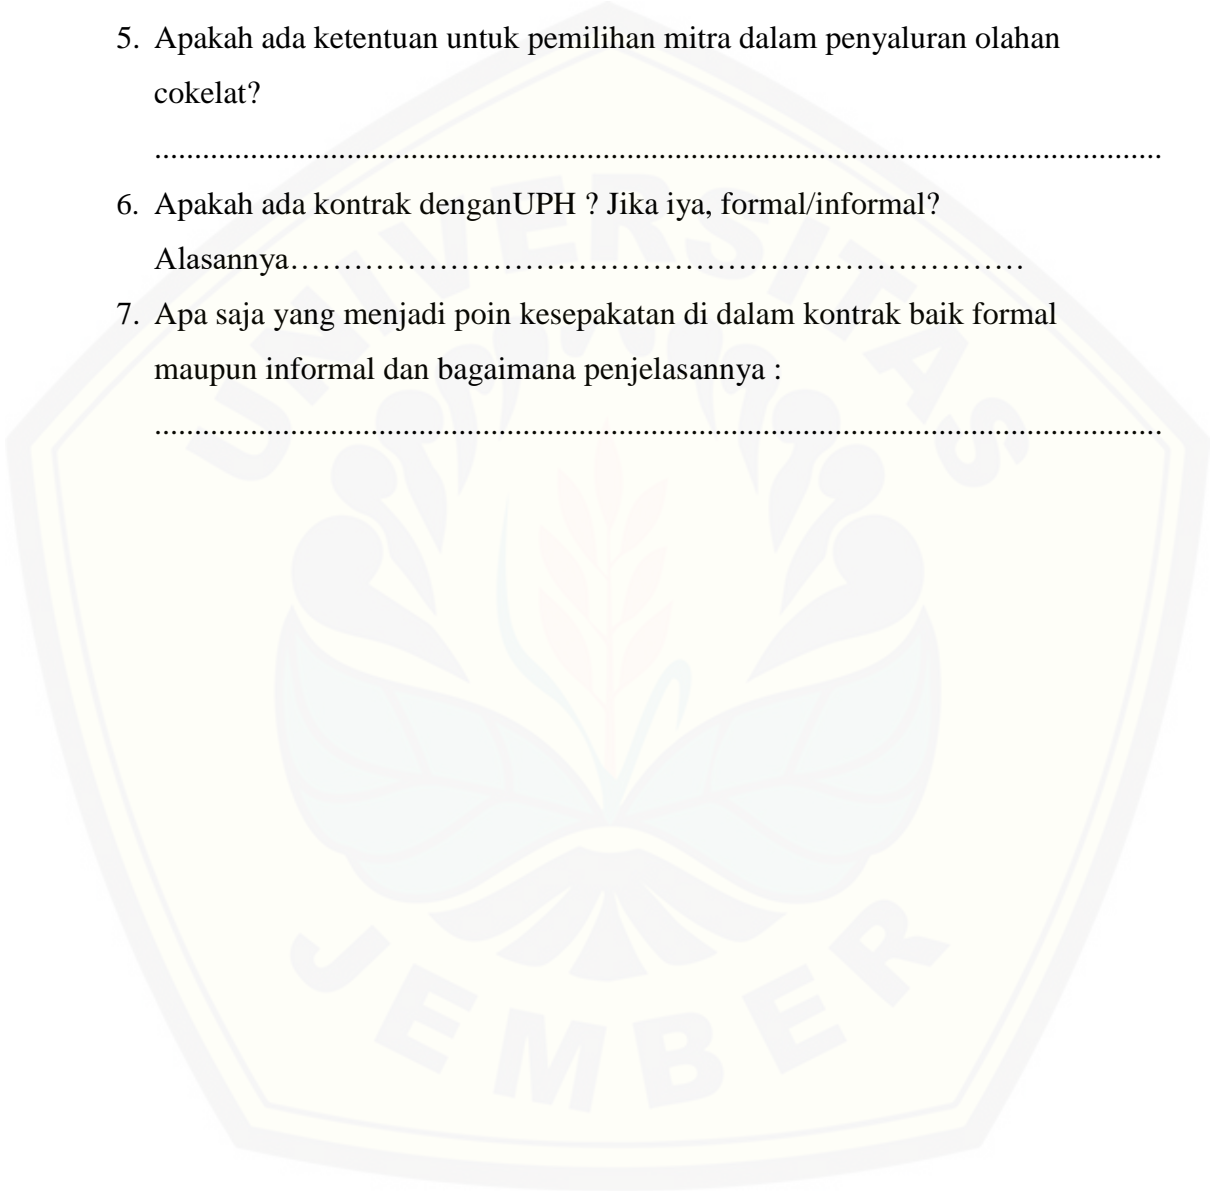 5. Apakah ada ketentuan untuk pemilihan mitra dalam penyaluran olahan
cokelat?
..............................................................................................................................
6. Apakah ada kontrak denganUPH ? Jika iya, formal/informal?
Alasannya………………………………………………………………
7. Apa saja yang menjadi poin kesepakatan di dalam kontrak baik formal
maupun informal dan bagaimana penjelasannya :
..............................................................................................................................
UNIVERSITAS
JEMBER